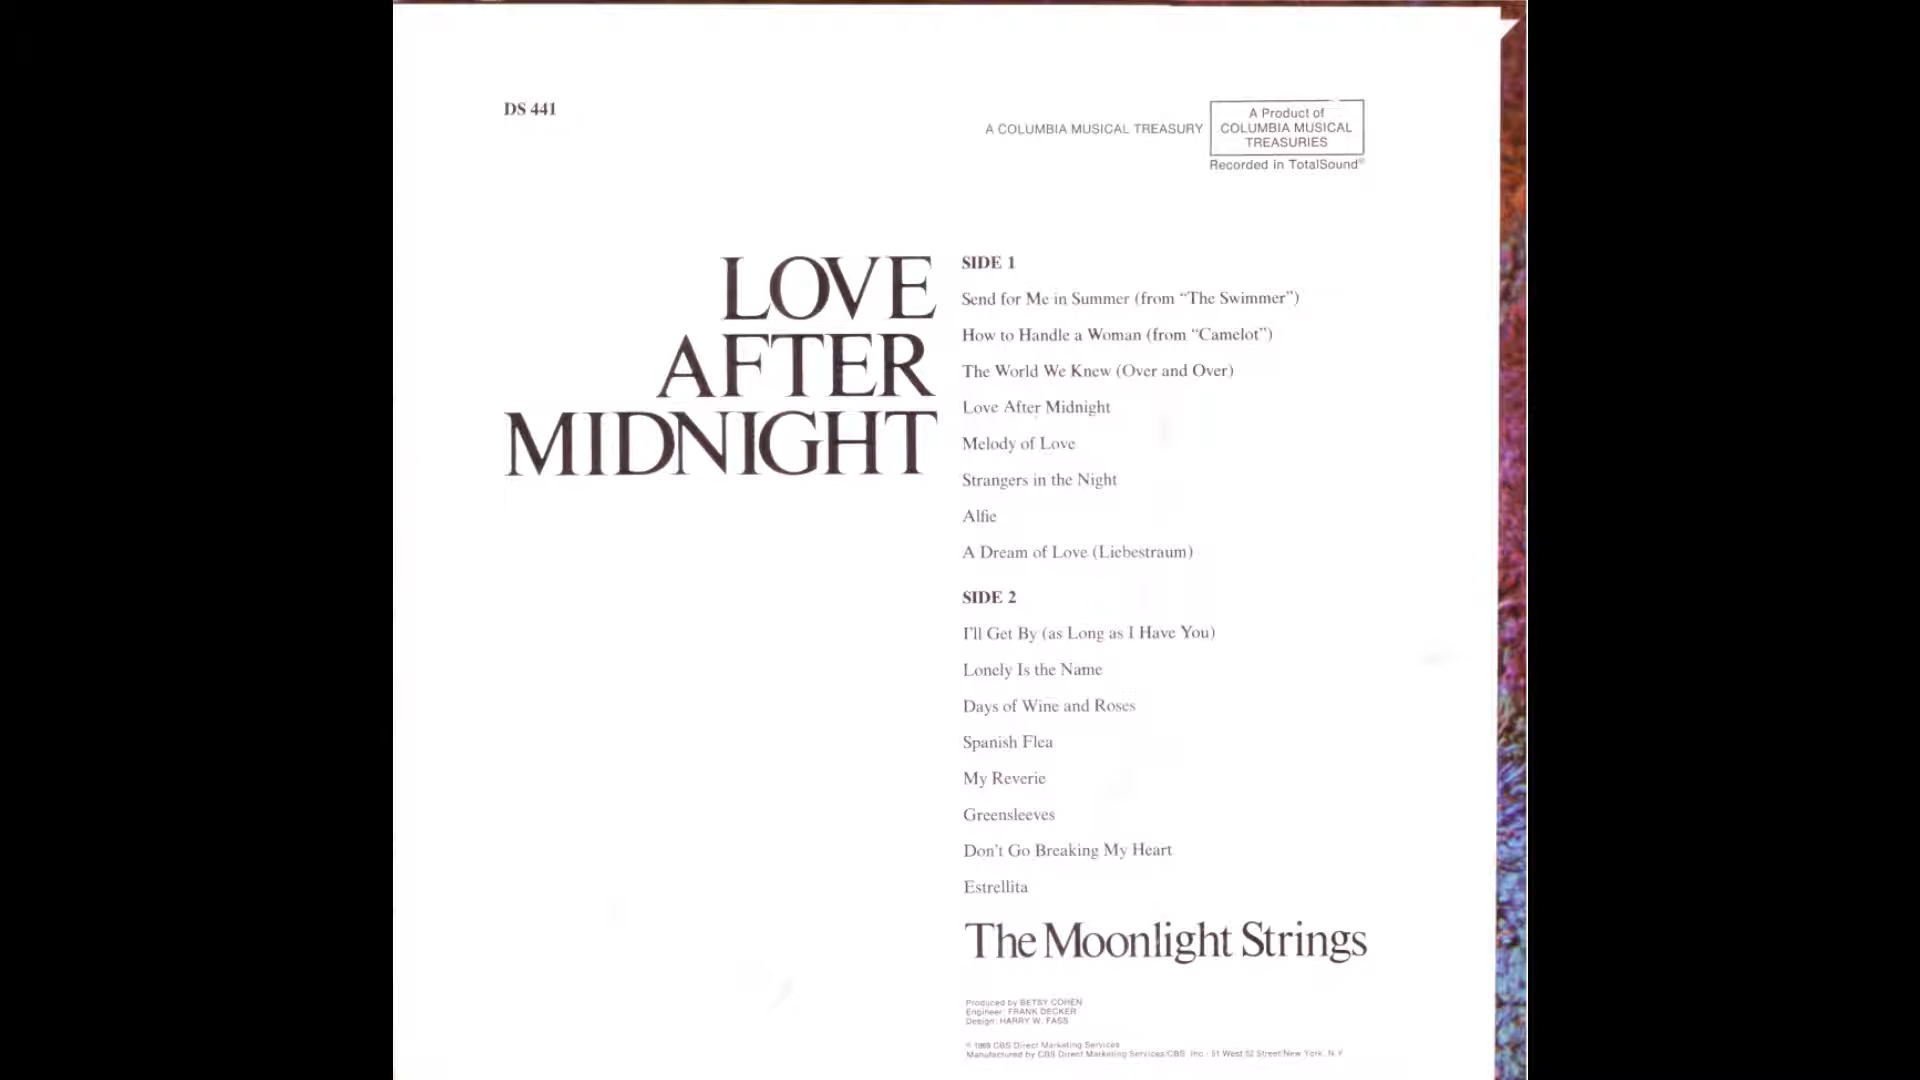 DS 441
A COLUMBIA MUSICAL TREASURY
A Product of
COLUMBIA MUSICAL
TREASURIES
Recorded in TotalSound®
LOVE
AFTER
MIDNIGHT
SIDE 1
Send for Me in Summer (from “The Swimmer”)
How to Handle a Woman (from “Camelot”)
The World We Knew (Over and Over)
Love After Midnight
Melody of Love
Strangers in the Night
Alfie
A Dream of Love (Liebestraum)
SIDE 2
I'll Get By (as Long as I Have You)
Lonely Is the Name
Days of Wine and Roses
Spanish Flea
My Reverie
Greensleeves
Don't Go Breaking My Heart
Estrellita
The Moonlight Strings
Produced by BETSY COHEN
Engineer: FRANK DECKER
Design: HARRY W. FASS
CBS Direct Marketing Services
Manufactured by CBS Direct Marketing Services/CBS Inc · 51 West 52 Street/New York, N.Y.